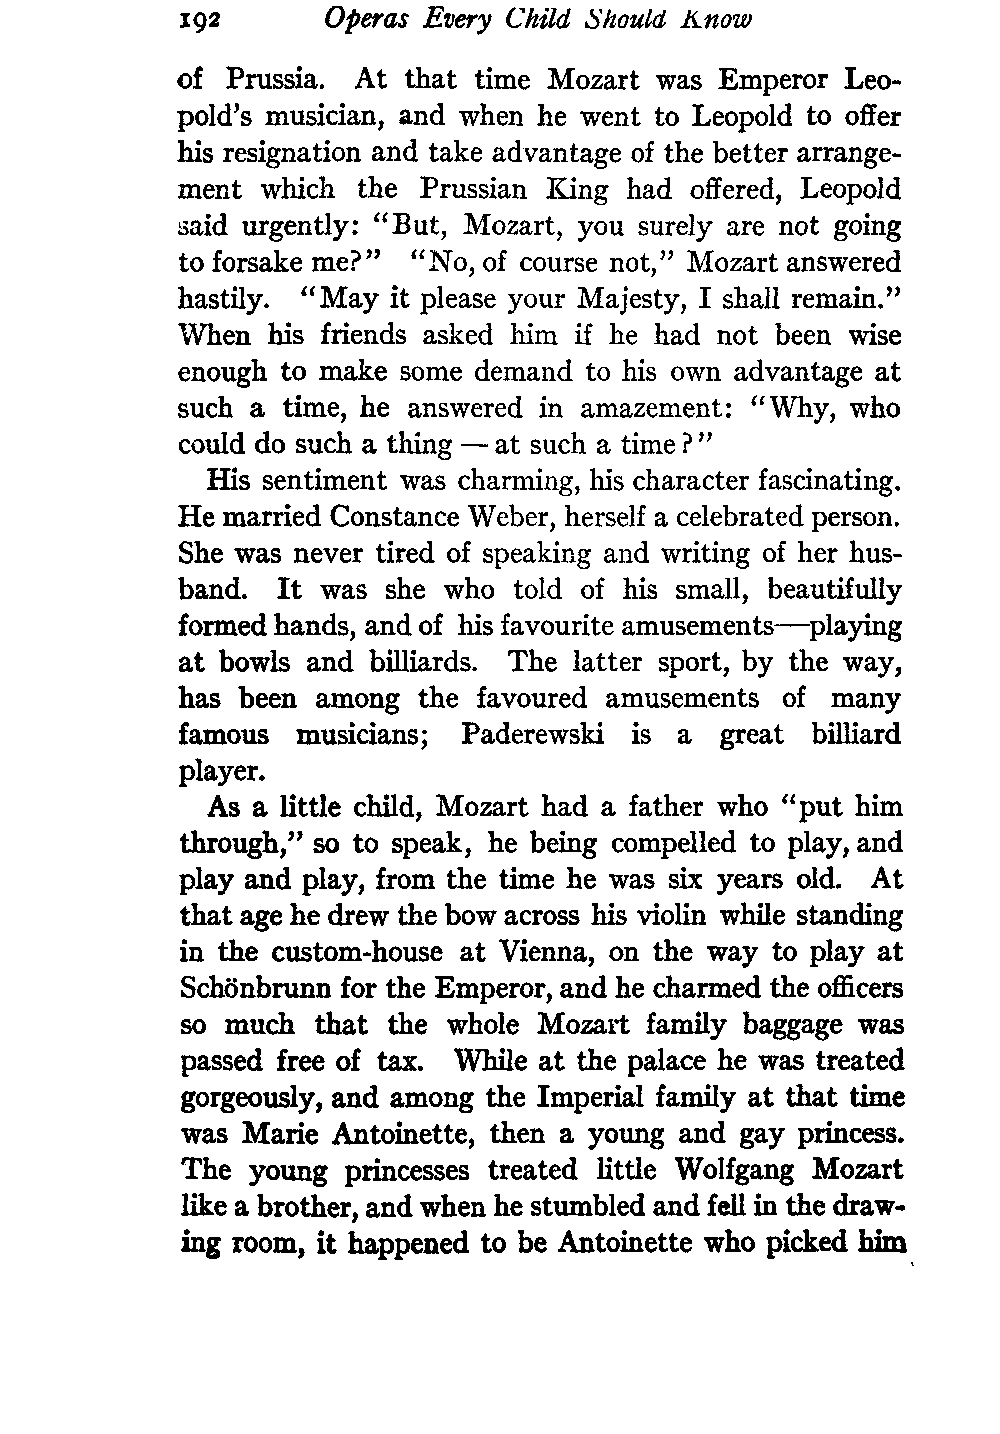 192 Operas Every Child Should Know
of Prussia. At that time Mozart was Emperor Leo-
pold's musician, and when he went to Leopold to offer
his resignation and take advantage of the better arrange-
ment which the Prussian King had offered, Leopold
said urgently: "But, Mozart, you surely are not going
to forsake me?" "No, of course not," Mozart answered
hastily. "May it please your Majesty, I shall remain."
When his friends asked him if he had not been wise
enough to make some demand to his own advantage at
such a time, he answered in amazement: "Why, who
could do such a thing — at such a time?"
His sentiment was charming, his character fascinating.
He married Constance Weber, herself a celebrated person.
She was never tired of speaking and writing of her hus-
band. It was she who told of his small, beautifully
formed hands, and of his favourite amusements—playing
at bowls and billiards. The latter sport, by the way,
has been among the favoured amusements of many
famous musicians; Paderewski is a great billiard
player.
As a little child, Mozart had a father who "put him
through," so to speak, he being compelled to play, and
play and play, from the time he was six years old. At
that age he drew the bow across his violin while standing
in the custom-house at Vienna, on the way to play at
Schönbrunn for the Emperor, and he charmed the officers
so much that the whole Mozart family baggage was
passed free of tax. While at the palace he was treated
gorgeously, and among the Imperial family at that time
was Marie Antoinette, then a young and gay princess.
The young princesses treated little Wolfgang Mozart
like a brother, and when he stumbled and fell in the draw-
ing room, it happened to be Antoinette who picked him